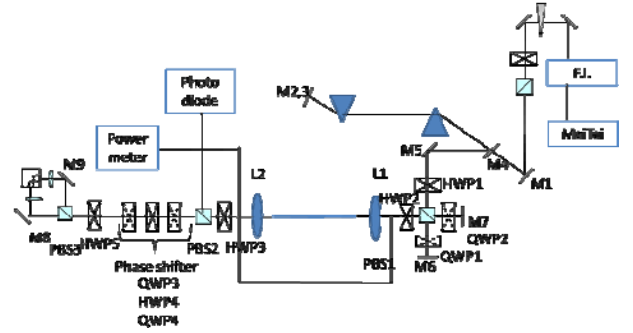 Photo
diode
F.I.
MaiTai
M2,3
Power
meter
M5
M4
M1
L2
L1
M9
HWP1
HWP2
M7
QWP2
M8
PBS3
HWP5
PBS2
HWP3
PBS1
M6
QWP1
Phase shifter
QWP3
HWP4
QWP4